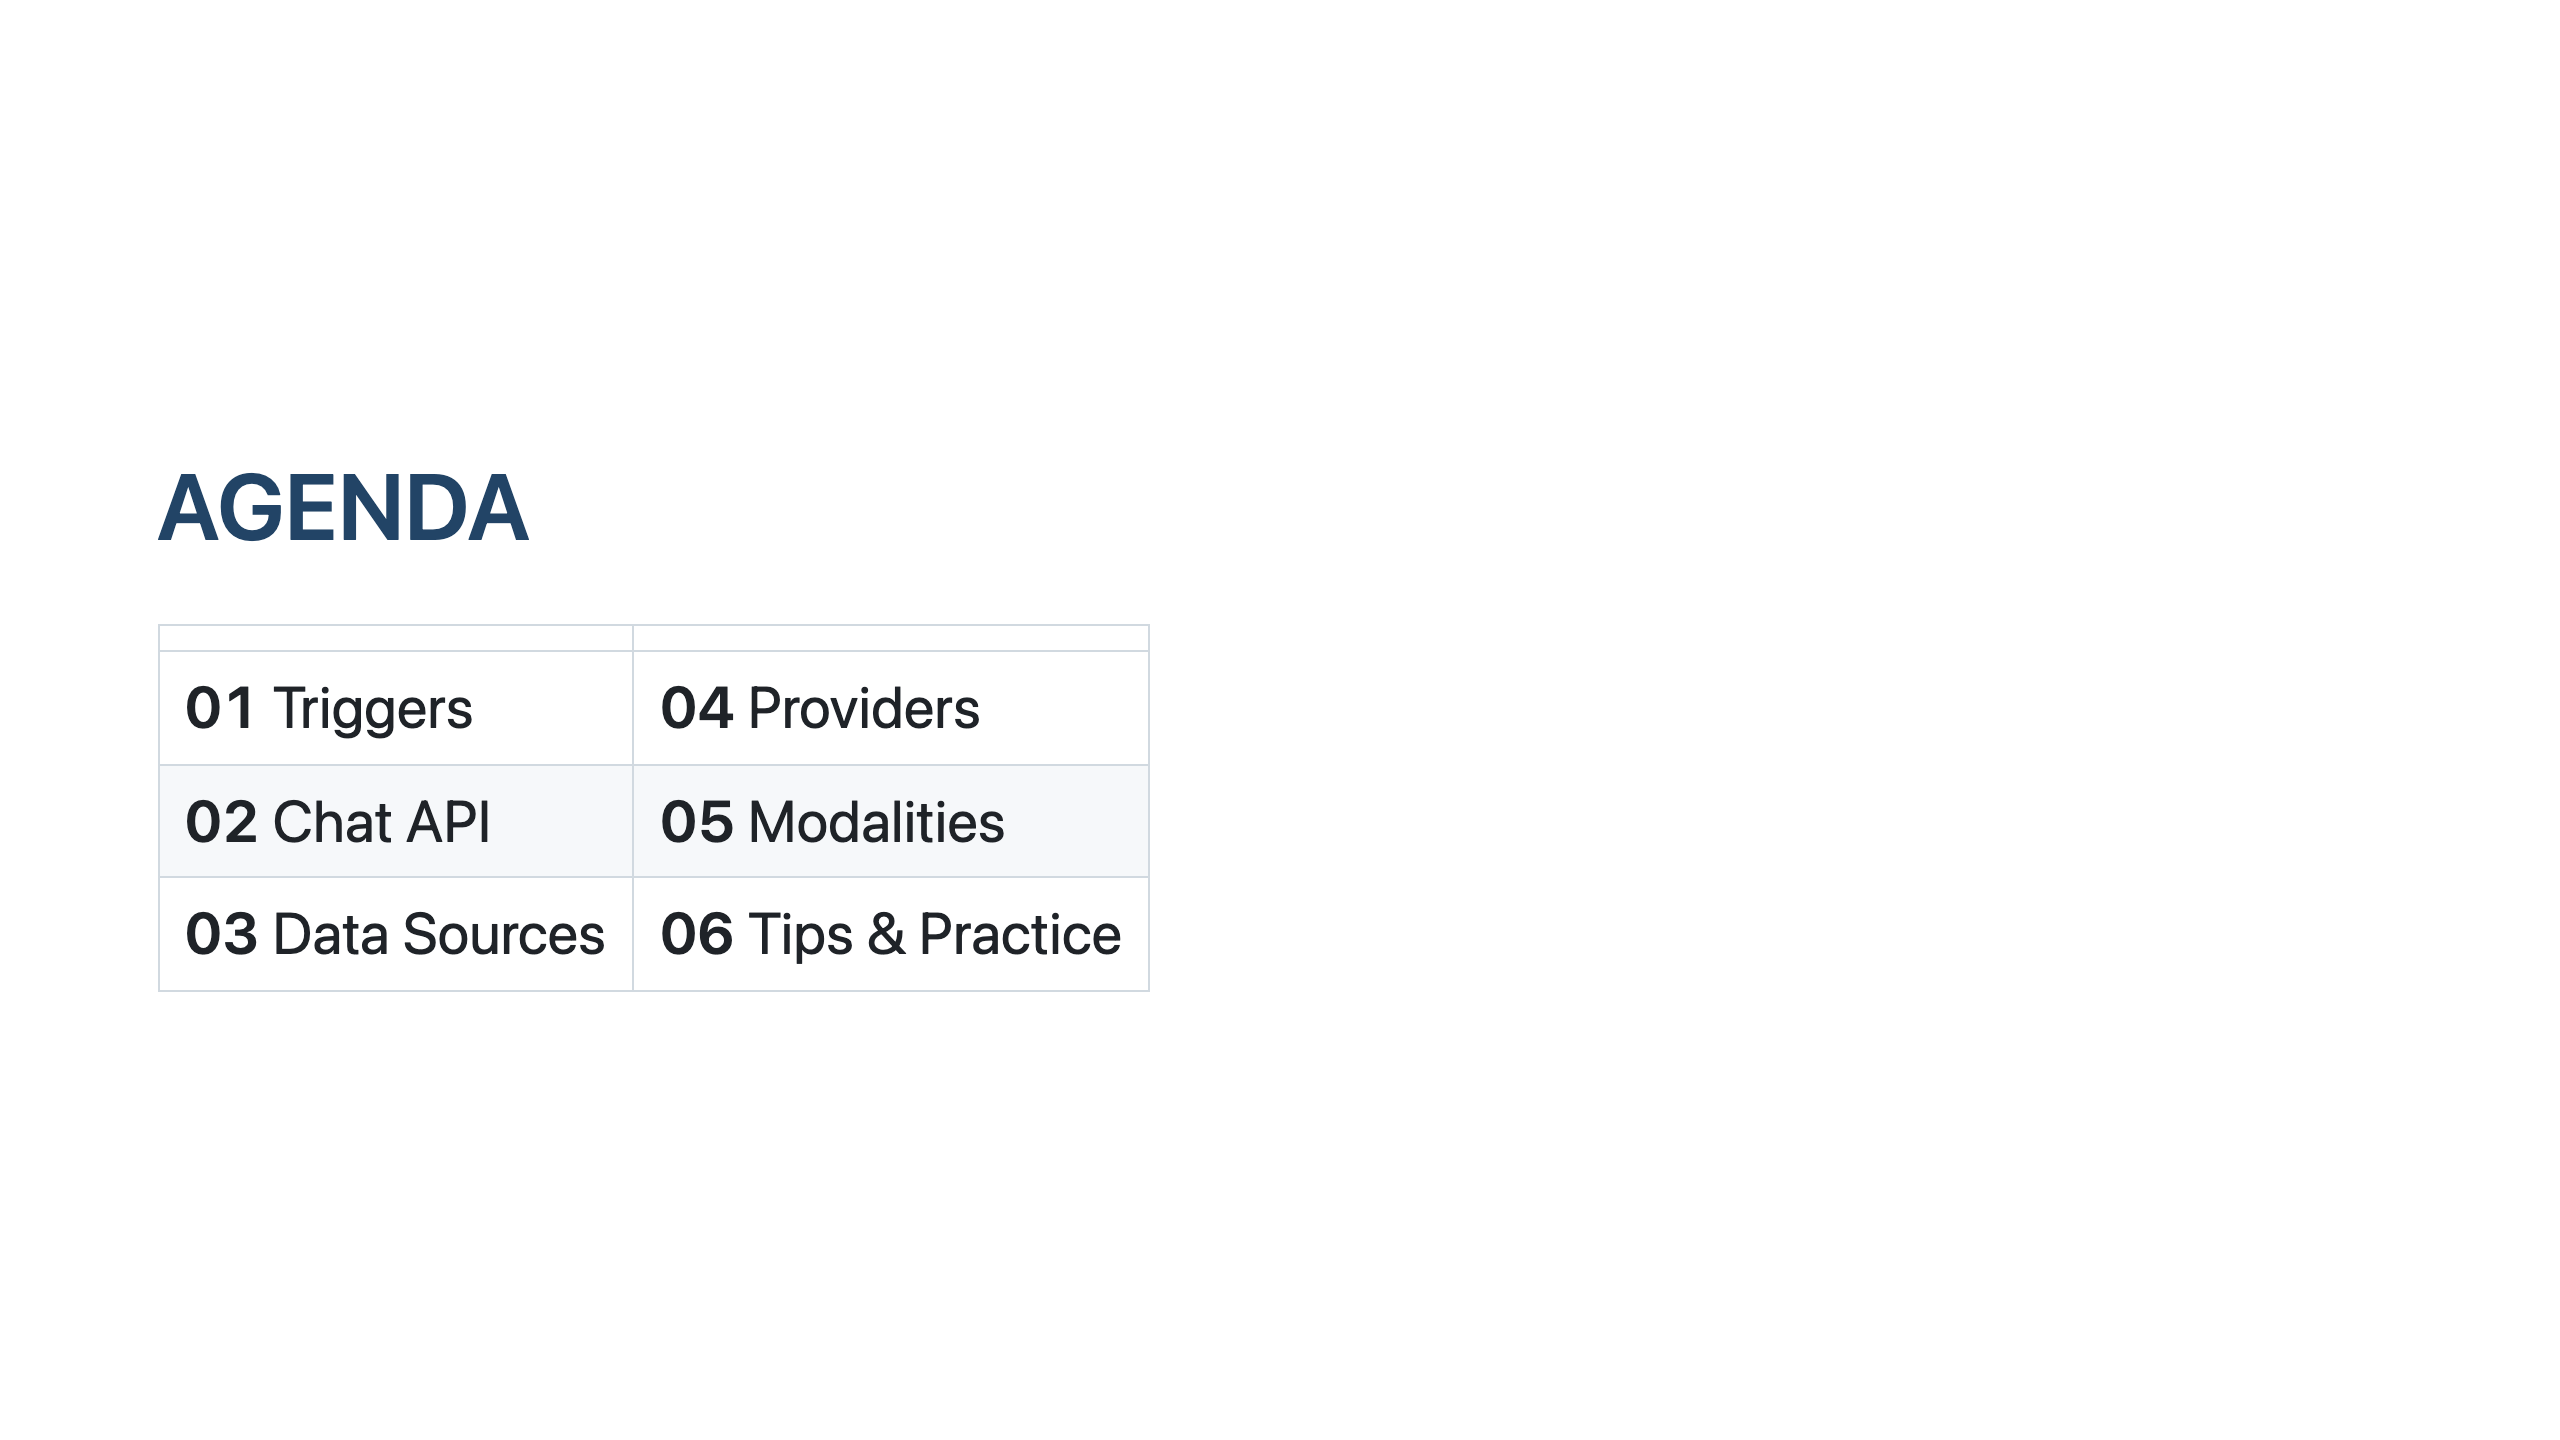 AGENDA
01 Triggers 04 Providers
02 Chat API 05 Modalities
03 Data Sources 06 Tips & Practice